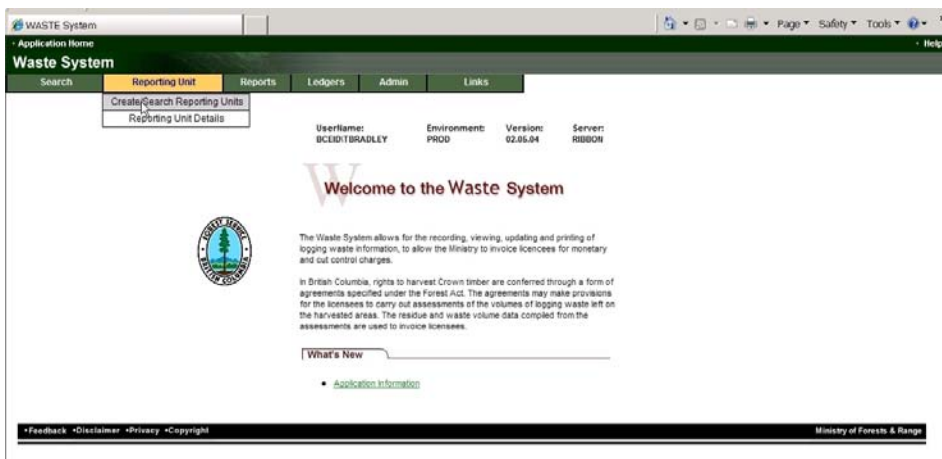 WASTE System
Page Safety Tools
• Application Home • Help
Waste System
Search Reporting Unit Reports Ledgers Admin Links
Create/Search Reporting Units
Reporting Unit Details
UserName: Environment: Version: Server:
BCEID\TBRADLEY PROD 02.05.04 RIBBON
W
Welcome to the Waste System
FOREST SERVICE
BRITISH COLUMBIA
The Waste System allows for the recording, viewing, updating and printing of
logging waste information, to allow the Ministry to invoice licencees for monetary
and cut control charges.
In British Columbia, rights to harvest Crown timber are conferred through a form of
agreements specified under the Forest Act. The agreements may make provisions
for the licensees to carry out assessments of the volumes of logging waste left on
the harvested areas. The residue and waste volume data compiled from the
assessments are used to invoice licensees.
What's New
• Application Information
•Feedback •Disclaimer •Privacy •Copyright Ministry of Forests & Range